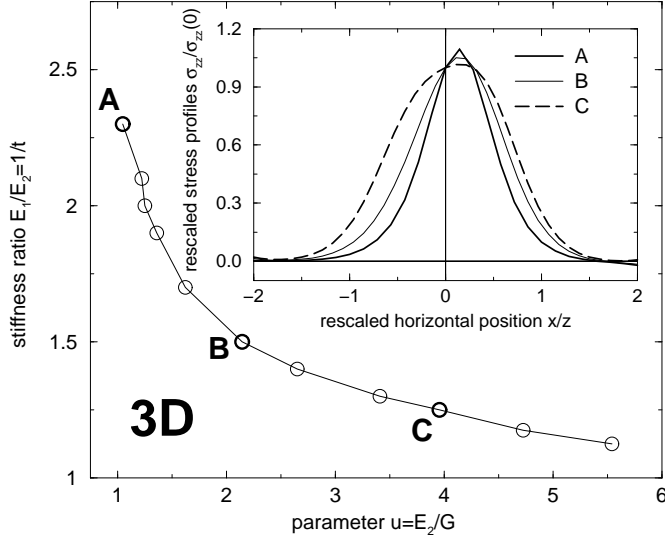 2.5
2
1.5
1
stiffness ratio E₁/E₂=1/t
1 2 3 4 5 6
parameter u=E₂/G
A
B
C
3D
1.2
0.9
0.6
0.3
0.0
rescaled stress profiles σzz/σzz(0)
−2 −1 0 1 2
rescaled horizontal position x/z
A
B
C